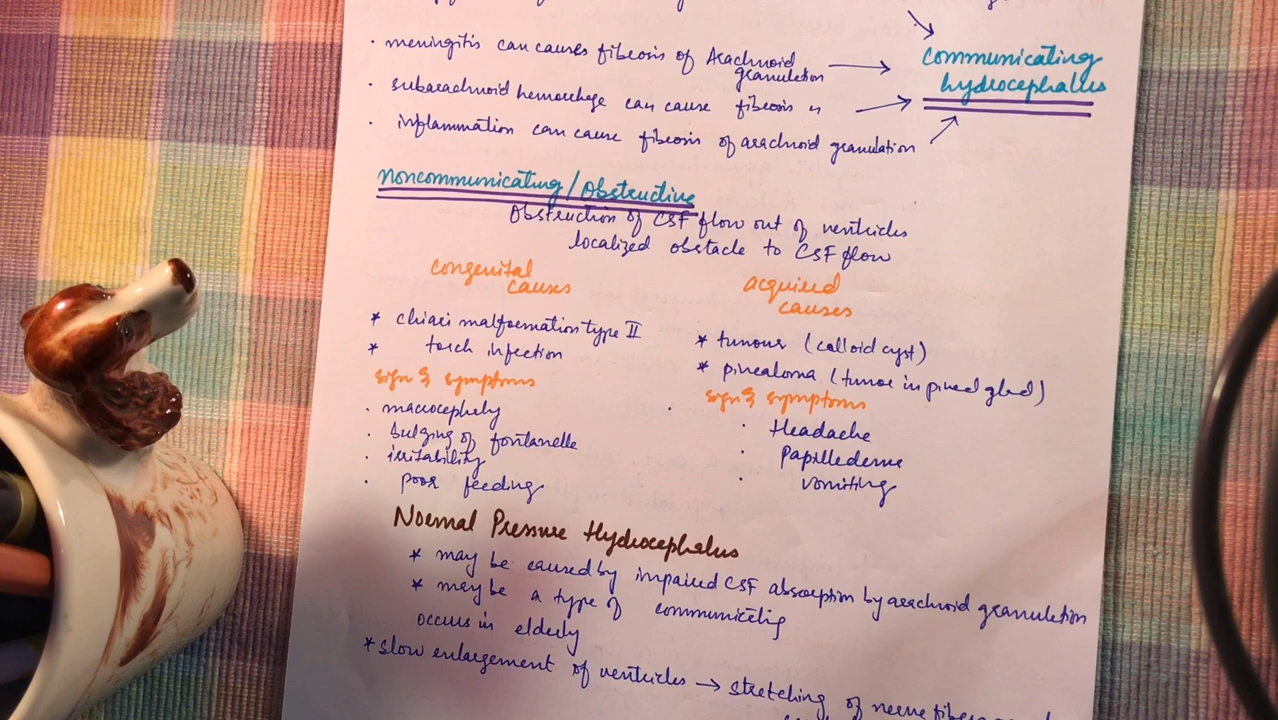 · meningitis can causes fibrosis of Arachnoid granulation →
· subarachnoid hemorrhage can cause fibrosis " →
· inflammation can cause fibrosis of arachnoid granulation
communicating
hydrocephalus
noncommunicating/Obstructive
Obstruction of CSF flow out of ventricles
localized obstacle to CSF flow
congenital
causes
* chiari malformation type II
* torch infection
sign & symptoms
· macrocephely
· bulging of fontanelle
· irritability
· poor feeding
acquired
causes
* tumour (colloid cyst)
* pinealoma (tumor in pineal gland)
sign & symptoms
· Headache
· Papilledema
· vomiting
Normal Pressure Hydrocephalus
* may be caused by impaired CSF absorption by arachnoid granulation
* may be a type of communicating
occurs in elderly
* slow enlargement of ventricles → stretching of nerve fibers